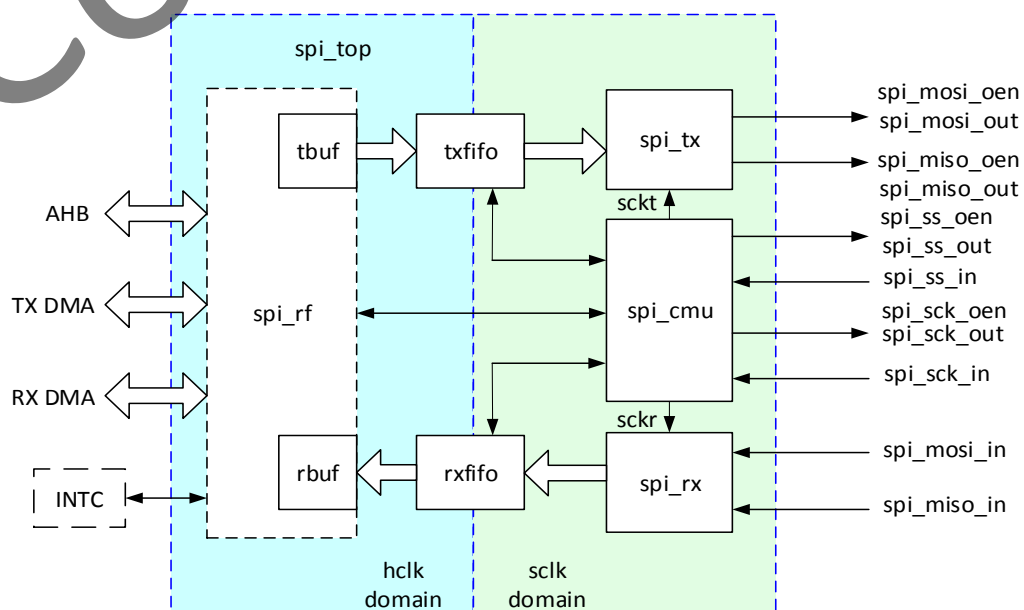 spi_top
tbuf
txfifo
spi_tx
spi_mosi_oen
spi_mosi_out
spi_miso_oen
spi_miso_out
AHB
sckt
spi_ss_oen
spi_ss_out
spi_ss_in
TX DMA
spi_rf
spi_cmu
spi_sck_oen
spi_sck_out
spi_sck_in
RX DMA
sckr
INTC
rbuf
rxfifo
spi_rx
spi_mosi_in
spi_miso_in
hclk
domain
sclk
domain